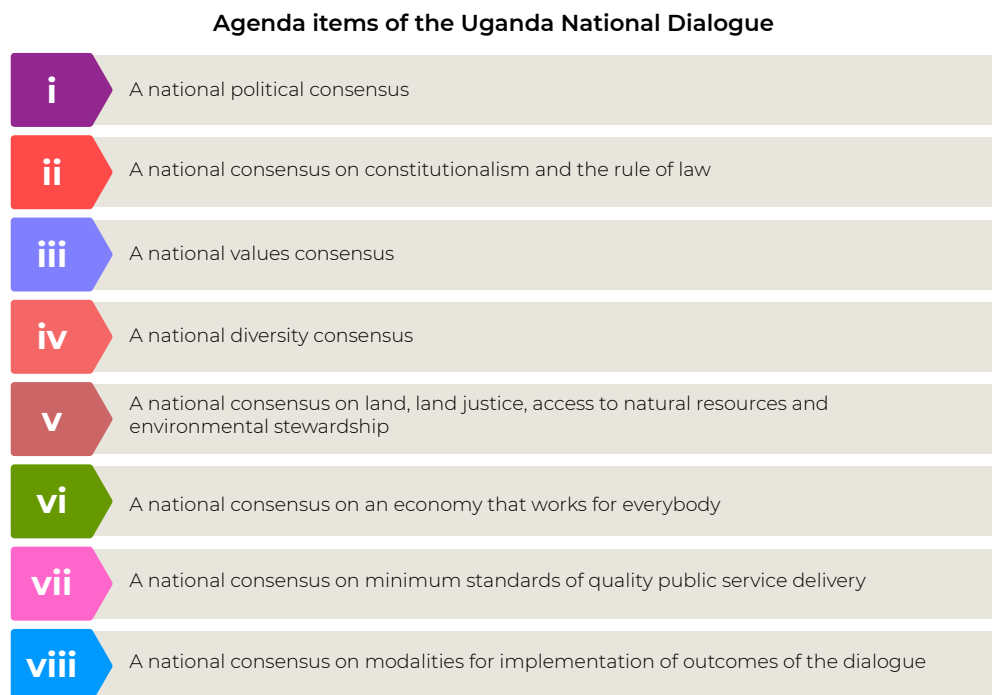 Agenda items of the Uganda National Dialogue
i
A national political consensus
ii
A national consensus on constitutionalism and the rule of law
iii
A national values consensus
iv
A national diversity consensus
v
A national consensus on land, land justice, access to natural resources and
environmental stewardship
vi
A national consensus on an economy that works for everybody
vii
A national consensus on minimum standards of quality public service delivery
viii
A national consensus on modalities for implementation of outcomes of the dialogue